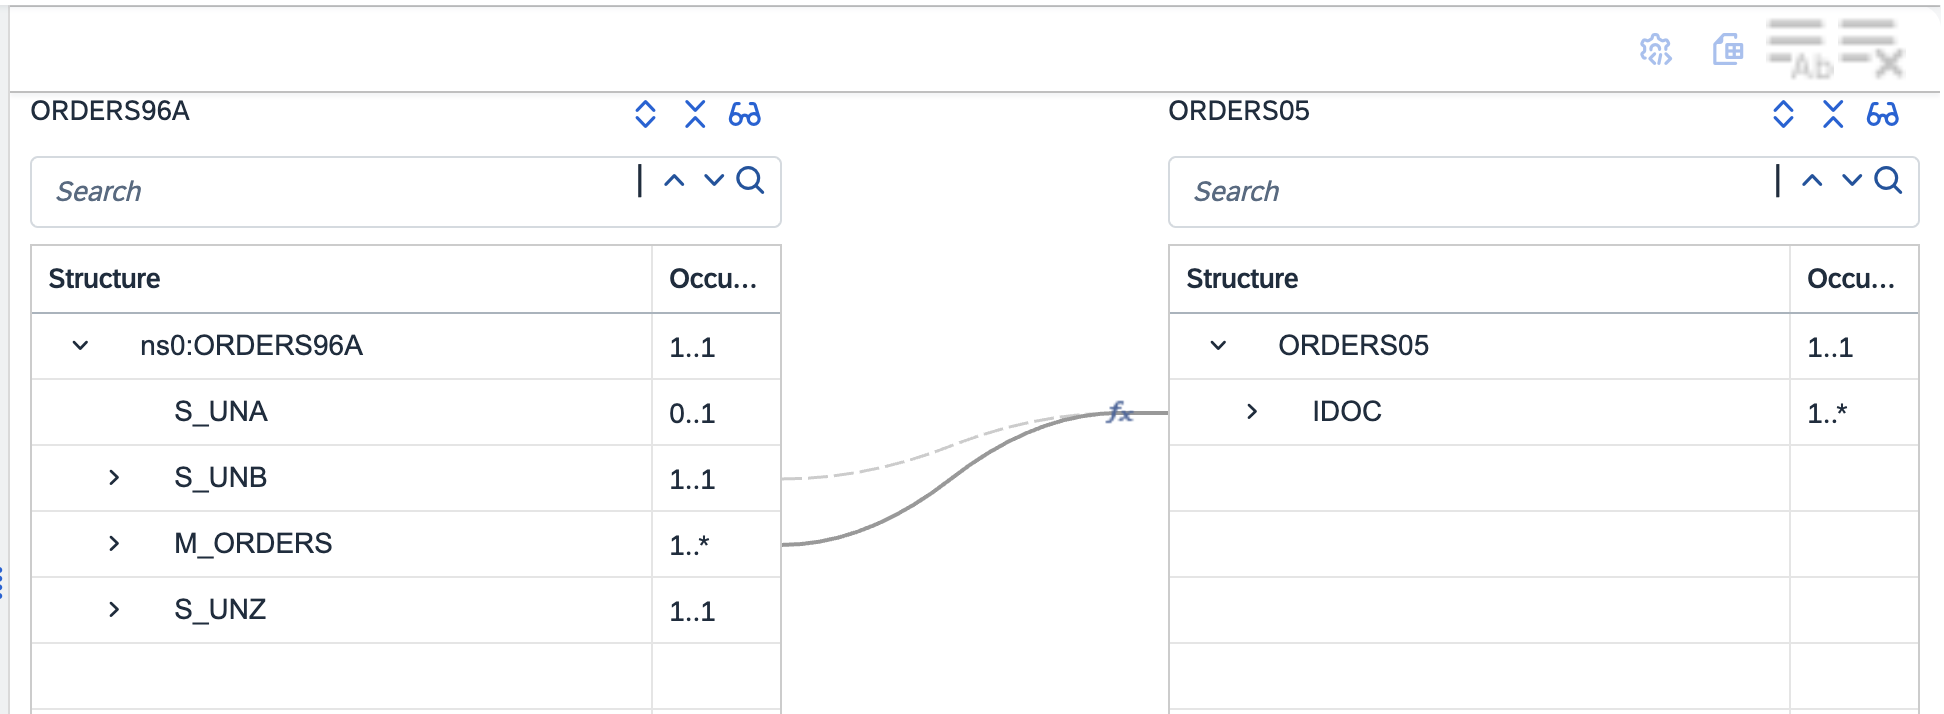 Ab
ORDERS96A
ORDERS05
Search
Search
Structure Occu...
Structure Occu...
ns0:ORDERS96A 1..1
ORDERS05 1..1
S_UNA 0..1
fx
IDOC 1..*
S_UNB 1..1
M_ORDERS 1..*
S_UNZ 1..1